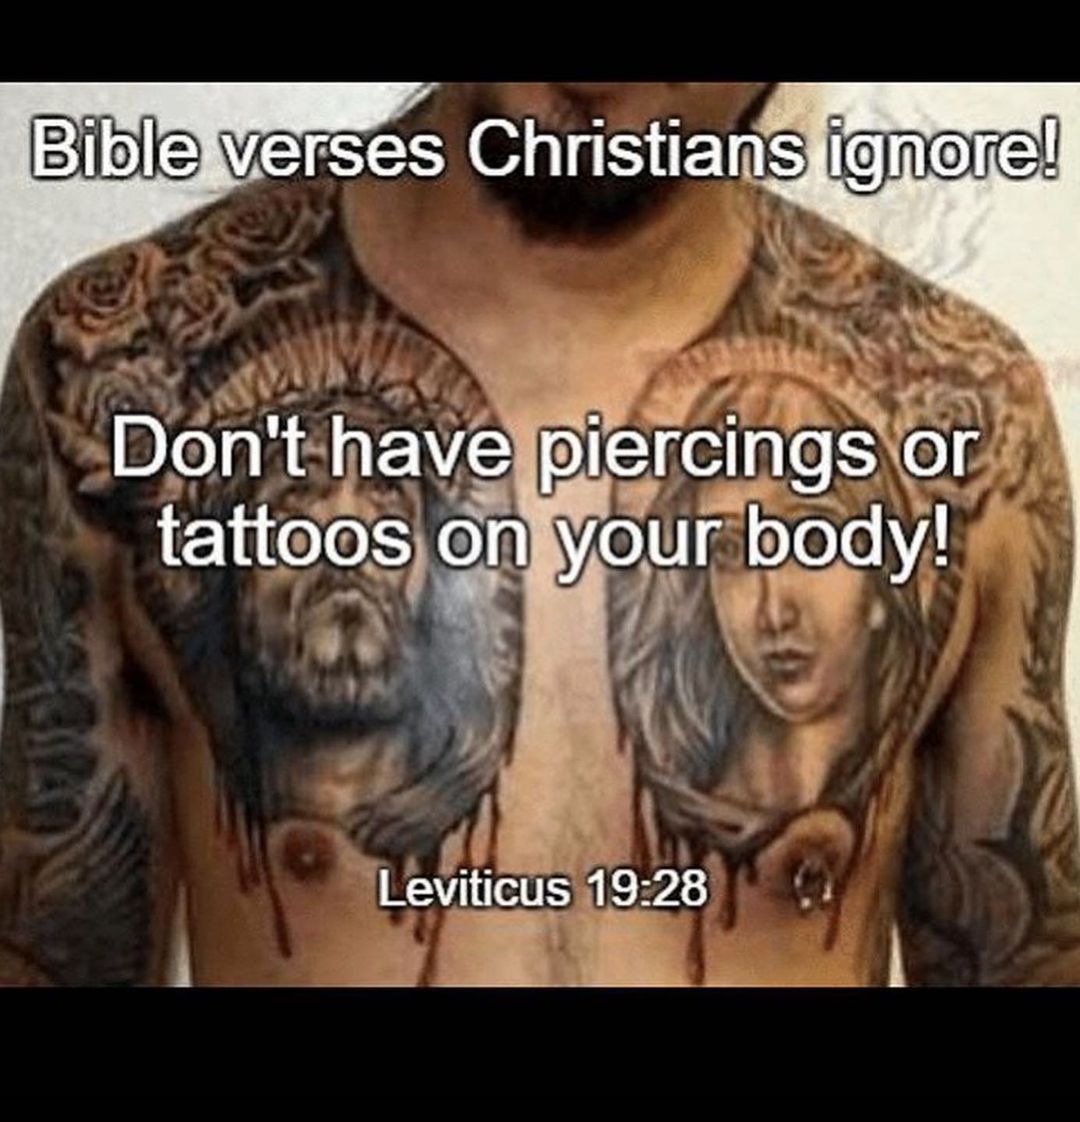 Bible verses Christians ignore!
Don't have piercings or
tattoos on your body!
Leviticus 19:28